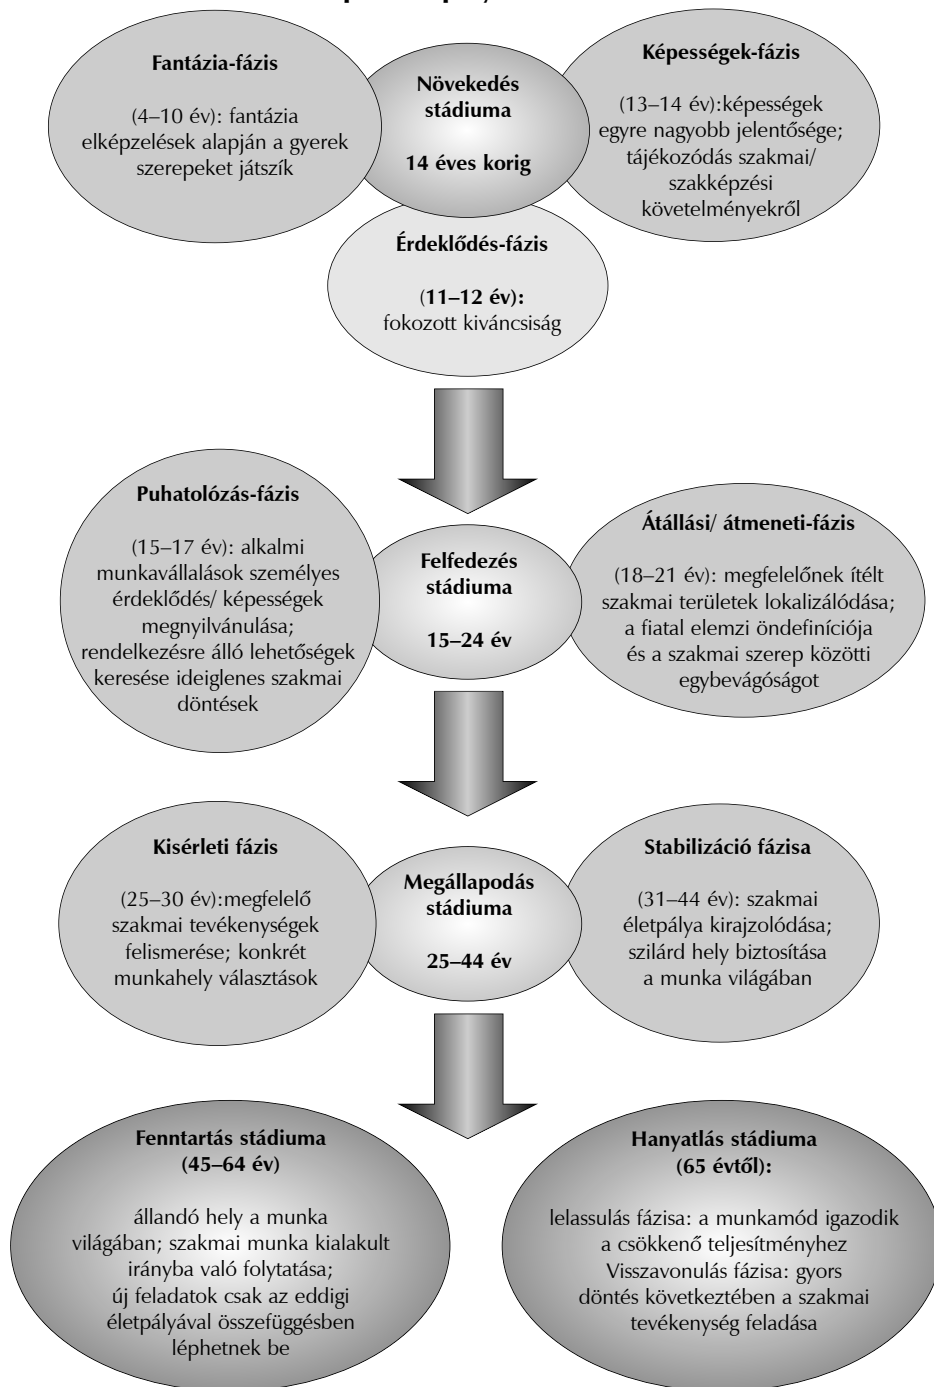 Fantázia-fázis
(4–10 év): fantázia
elképzelések alapján a gyerek
szerepeket játszik
Növekedés
stádiuma
14 éves korig
Képességek-fázis
(13–14 év):képességek
egyre nagyobb jelentősége;
tájékozódás szakmai/
szakképzési
követelményekről
Érdeklődés-fázis
(11–12 év):
fokozott kiváncsiság
Puhatolózás-fázis
(15–17 év): alkalmi
munkavállalások személyes
érdeklődés/ képességek
megnyilvánulása;
rendelkezésre álló lehetőségek
keresése ideiglenes szakmai
döntések
Felfedezés
stádiuma
15–24 év
Átállási/ átmeneti-fázis
(18–21 év): megfelelőnek ítélt
szakmai területek lokalizálódása;
a fiatal elemzi öndefiníciója
és a szakmai szerep közötti
egybevágóságot
Kisérleti fázis
(25–30 év):megfelelő
szakmai tevékenységek
felismerése; konkrét
munkahely választások
Megállapodás
stádiuma
25–44 év
Stabilizáció fázisa
(31–44 év): szakmai
életpálya kirajzolódása;
szilárd hely biztosítása
a munka világában
Fenntartás stádiuma
(45–64 év)
állandó hely a munka
világában; szakmai munka kialakult
irányba való folytatása;
új feladatok csak az eddigi
életpályával összefüggésben
léphetnek be
Hanyatlás stádiuma
(65 évtől):
lelassulás fázisa: a munkamód igazodik
a csökkenő teljesítményhez
Visszavonulás fázisa: gyors
döntés következtében a szakmai
tevékenység feladása